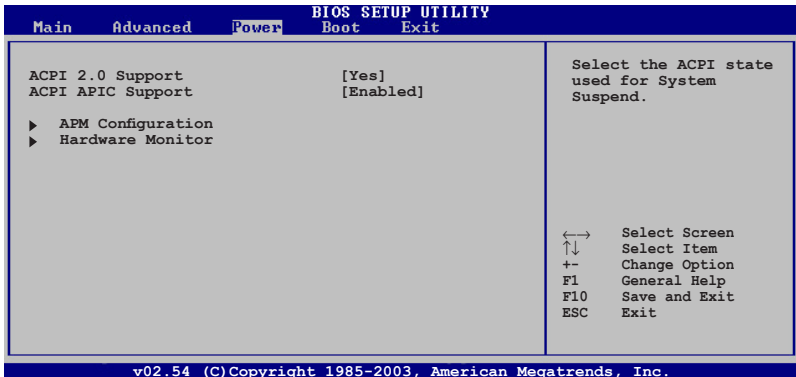 BIOS SETUP UTILITY
Main Advanced Power Boot Exit
ACPI 2.0 Support [Yes]
ACPI APIC Support [Enabled]
APM Configuration
Hardware Monitor
Select the ACPI state
used for System
Suspend.
←→ Select Screen
↑↓ Select Item
+- Change Option
F1 General Help
F10 Save and Exit
ESC Exit
v02.54 (C)Copyright 1985-2003, American Megatrends, Inc.